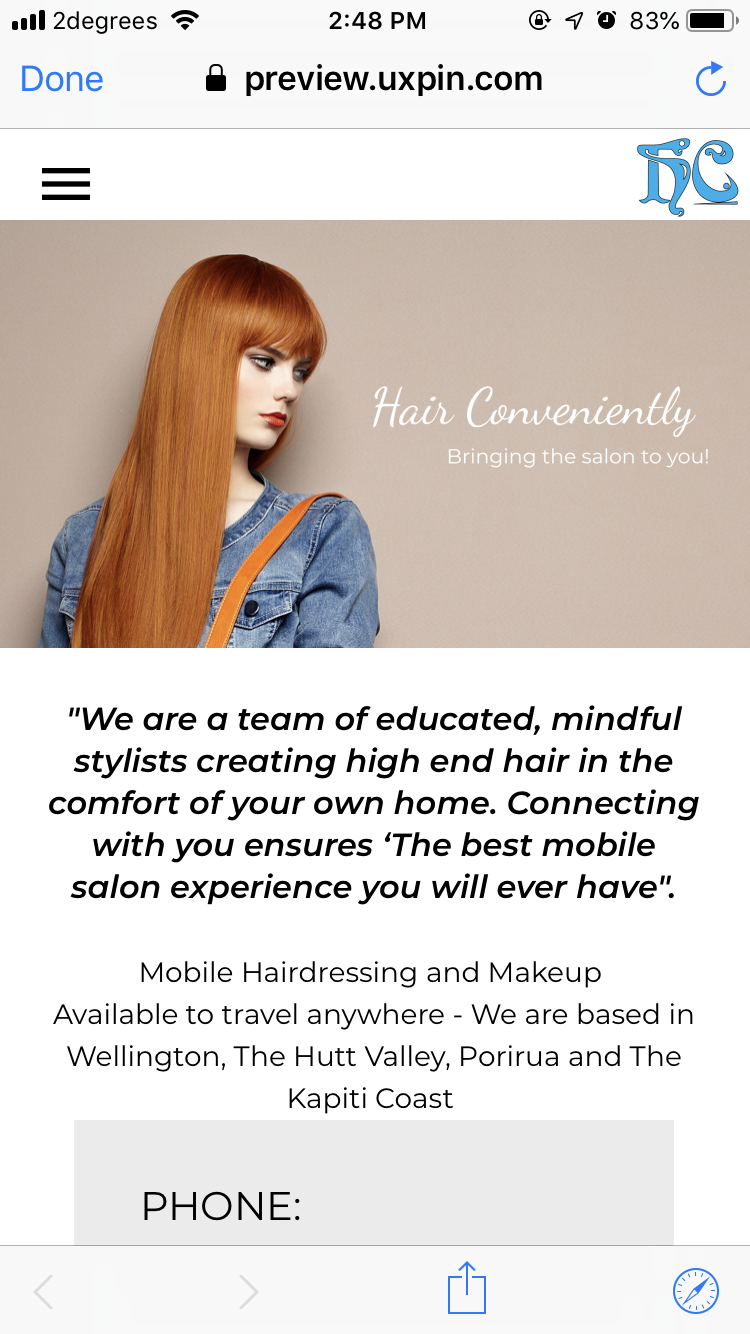 2degrees 2:48 PM 83%
Done preview.uxpin.com
HC
Hair Conveniently
Bringing the salon to you!
"We are a team of educated, mindful
stylists creating high end hair in the
comfort of your own home. Connecting
with you ensures ‘The best mobile
salon experience you will ever have".
Mobile Hairdressing and Makeup
Available to travel anywhere - We are based in
Wellington, The Hutt Valley, Porirua and The
Kapiti Coast
PHONE: